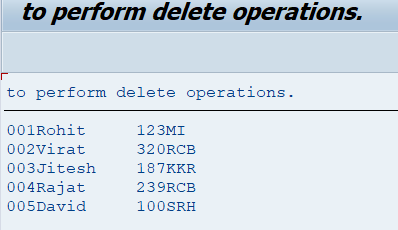 to perform delete operations.
to perform delete operations.
001Rohit     123MI
002Virat     320RCB
003Jitesh    187KKR
004Rajat     239RCB
005David     100SRH